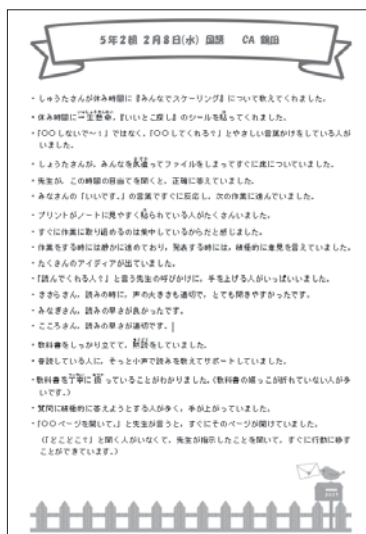 5年2組 2月8日(水) 国語 CA 鶴田
・しゅうたさんが休み時間に『みんなでスケーリング』について教えてくれました。
・休み時間に一生懸命、『いいとこ探し』のシールを貼ってくれました。
・「〇〇しないで〜!」ではなく、「〇〇してくれる?」とやさしい言葉かけをしている人が
いました。
・しょうたさんが、みんなを気遣ってファイルをしまってすぐに席についていました。
・先生が、この時間の目当てを聞くと、正確に答えていました。
・みなさんの「いいです。」の言葉ですぐに反応し、次の作業に進んでいました。
・プリントがノートに見やすく貼られている人がたくさんいました。
・すぐに作業に取り組めるのは集中しているからだと感じました。
・作業をする時には静かに進めており、発表する時には、積極的に意見を言えていました。
・たくさんのアイディアが出ていました。
・「読んでくれる人?」と言う先生の呼びかけに、手を上げる人がいっぱいいました。
・きさらさん、読みの時に、声の大きさも適切で、とても聞きやすかったです。
・みなぎさん、読みの早さが良かったです。
・こころさん、読みの早さが適切です。
・教科書をしっかり立てて、黙読をしていました。
・音読している人に、そっと小声で読みを教えてサポートしていました。
・教科書を丁寧に扱っていることがわかりました。(教科書の端っこが折れていない人が多
いです。)
・質問に積極的に答えようとする人が多く、手が上がっていました。
・「〇〇ページを開いて。」と先生が言うと、すぐにそのページが開けていました。
(「どこどこ?」と聞く人がいなくて、先生が指示したことを聞いて、すぐに行動に移す
ことができています。)